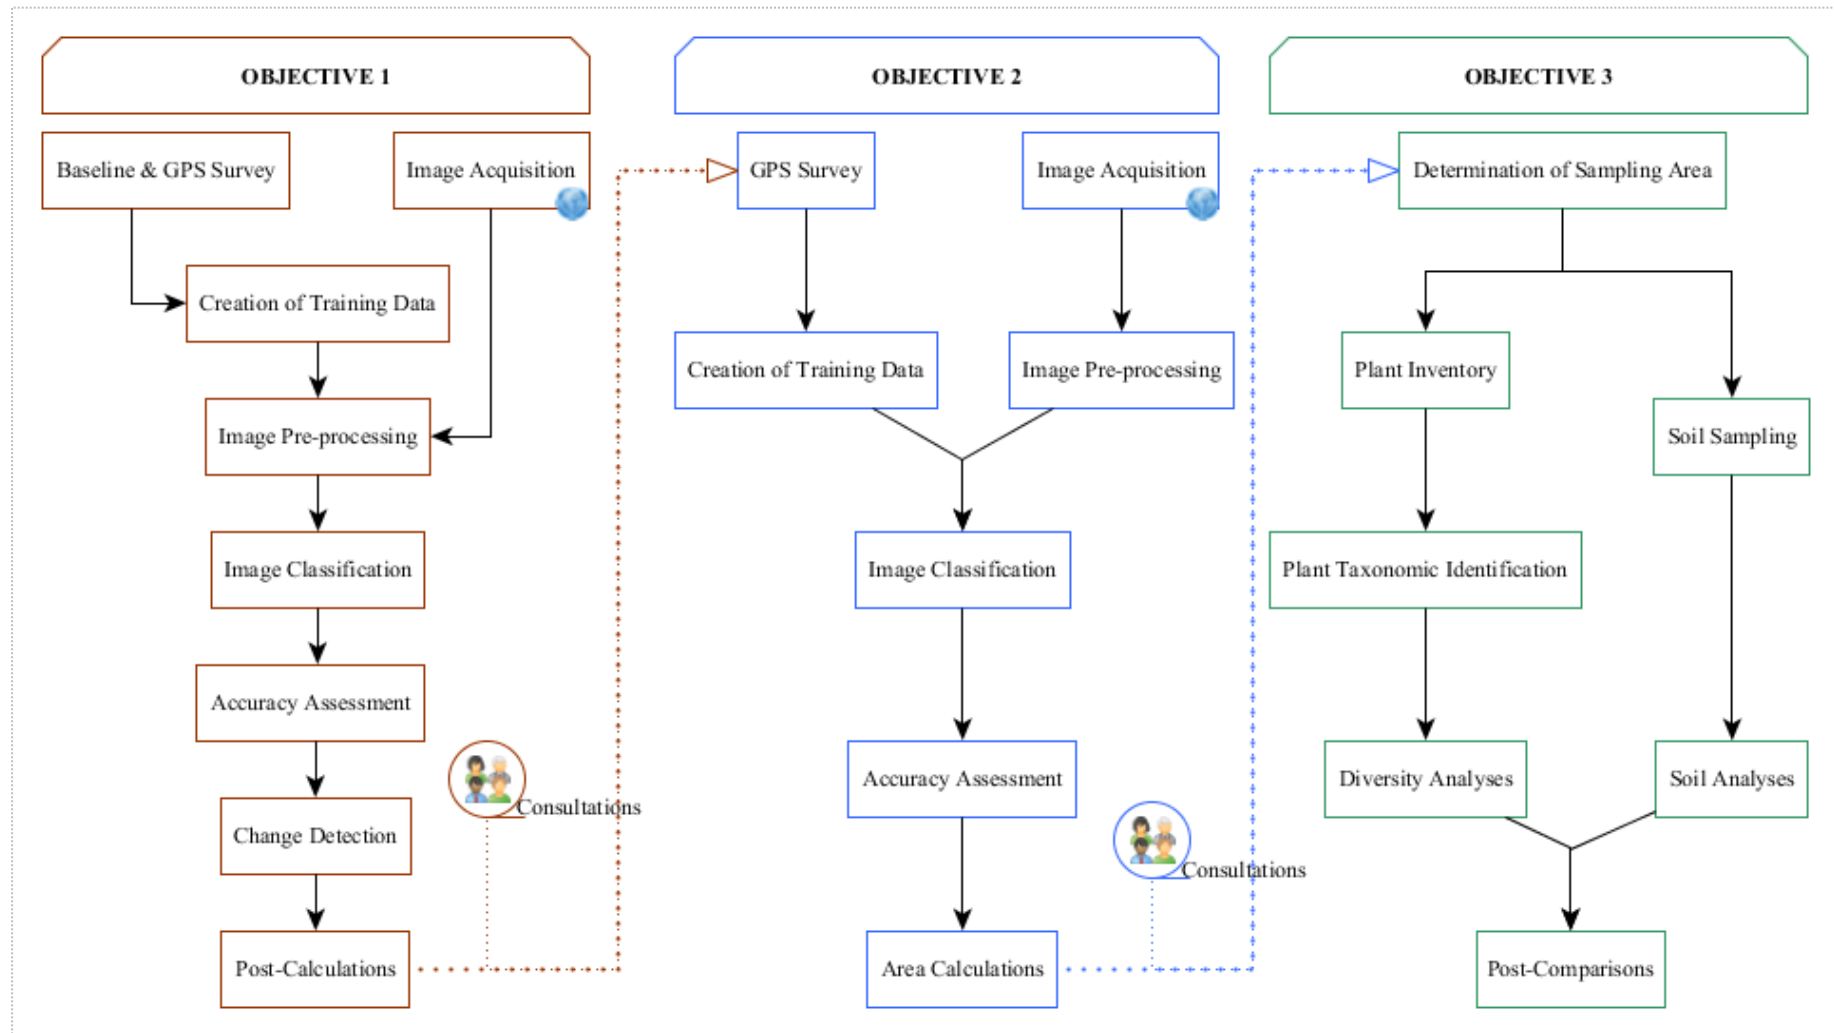 OBJECTIVE 1
Baseline & GPS Survey
Image Acquisition
Creation of Training Data
Image Pre-processing
Image Classification
Accuracy Assessment
Change Detection
Post-Calculations
Consultations
OBJECTIVE 2
GPS Survey
Image Acquisition
Creation of Training Data
Image Pre-processing
Image Classification
Accuracy Assessment
Area Calculations
Consultations
OBJECTIVE 3
Determination of Sampling Area
Plant Inventory
Soil Sampling
Plant Taxonomic Identification
Diversity Analyses
Soil Analyses
Post-Comparisons